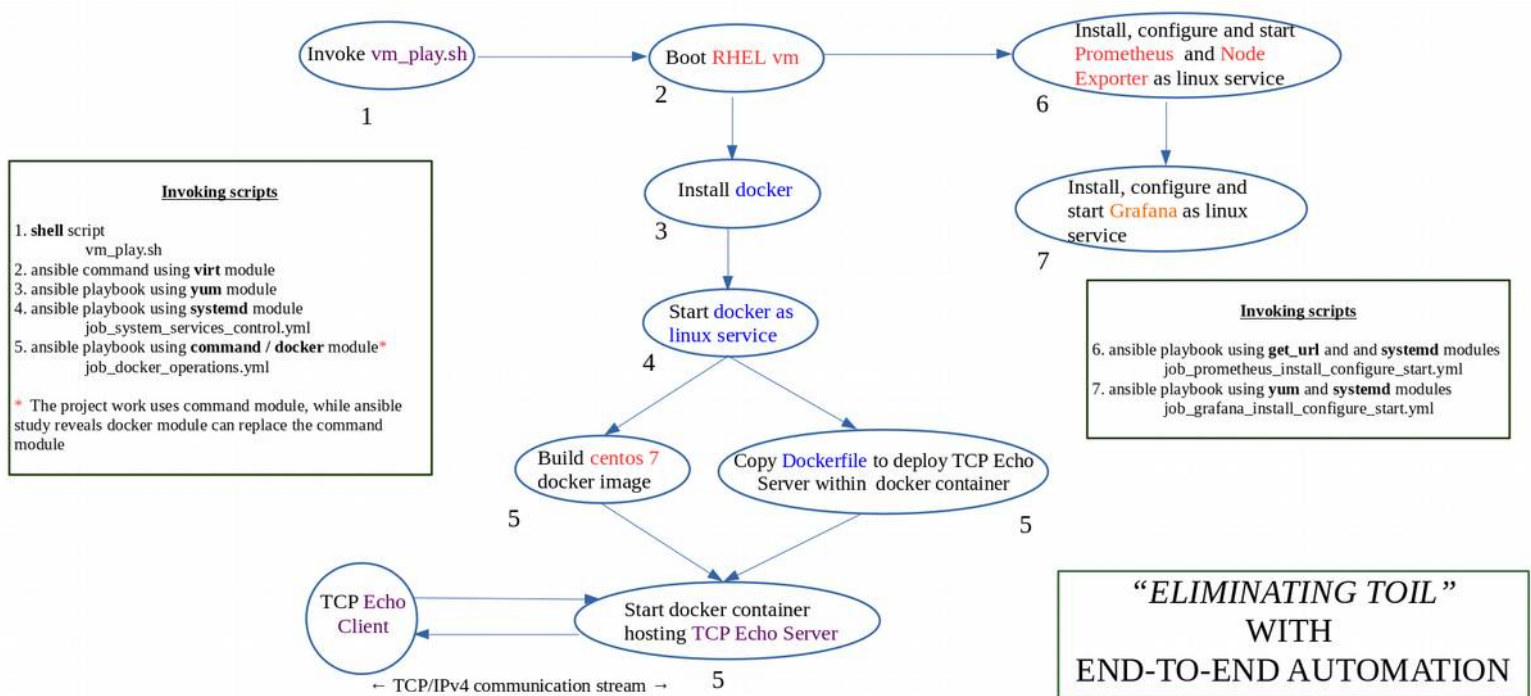 Invoke vm_play.sh
1
Boot RHEL vm
2
Install, configure and start
Prometheus and Node
Exporter as linux service
6
Install docker
3
Install, configure and
start Grafana as linux
service
7
Invoking scripts
1. shell script
vm_play.sh
2. ansible command using virt module
3. ansible playbook using yum module
4. ansible playbook using systemd module
job_system_services_control.yml
5. ansible playbook using command / docker module*
job_docker_operations.yml
* The project work uses command module, while ansible
study reveals docker module can replace the command
module
Start docker as
linux service
4
Invoking scripts
6. ansible playbook using get_url and and systemd modules
job_prometheus_install_configure_start.yml
7. ansible playbook using yum and systemd modules
job_grafana_install_configure_start.yml
Build centos 7
docker image
5
Copy Dockerfile to deploy TCP Echo
Server within docker container
5
TCP Echo
Client
Start docker container
hosting TCP Echo Server
5
← TCP/IPv4 communication stream →
“ELIMINATING TOIL”
WITH
END-TO-END AUTOMATION